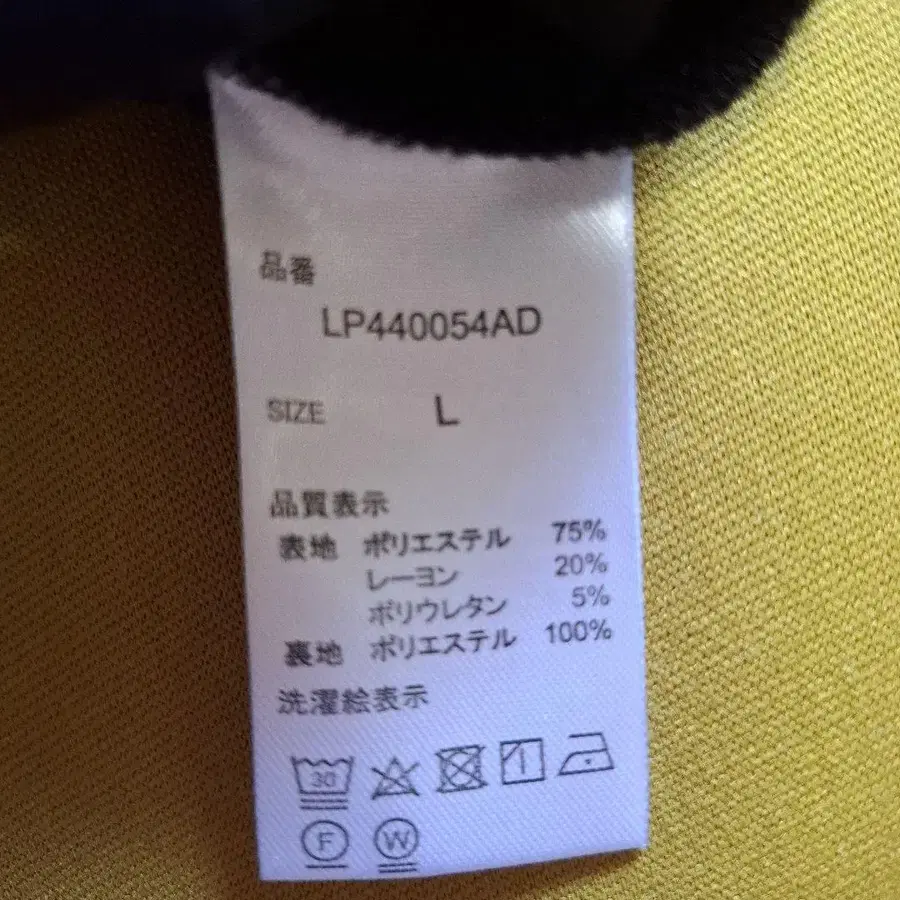 品番
LP440054AD
SIZE L
品質表示
表地 ポリエステル 75%
レーヨン 20%
ポリウレタン 5%
裏地 ポリエステル 100%
洗濯絵表示
30
F W